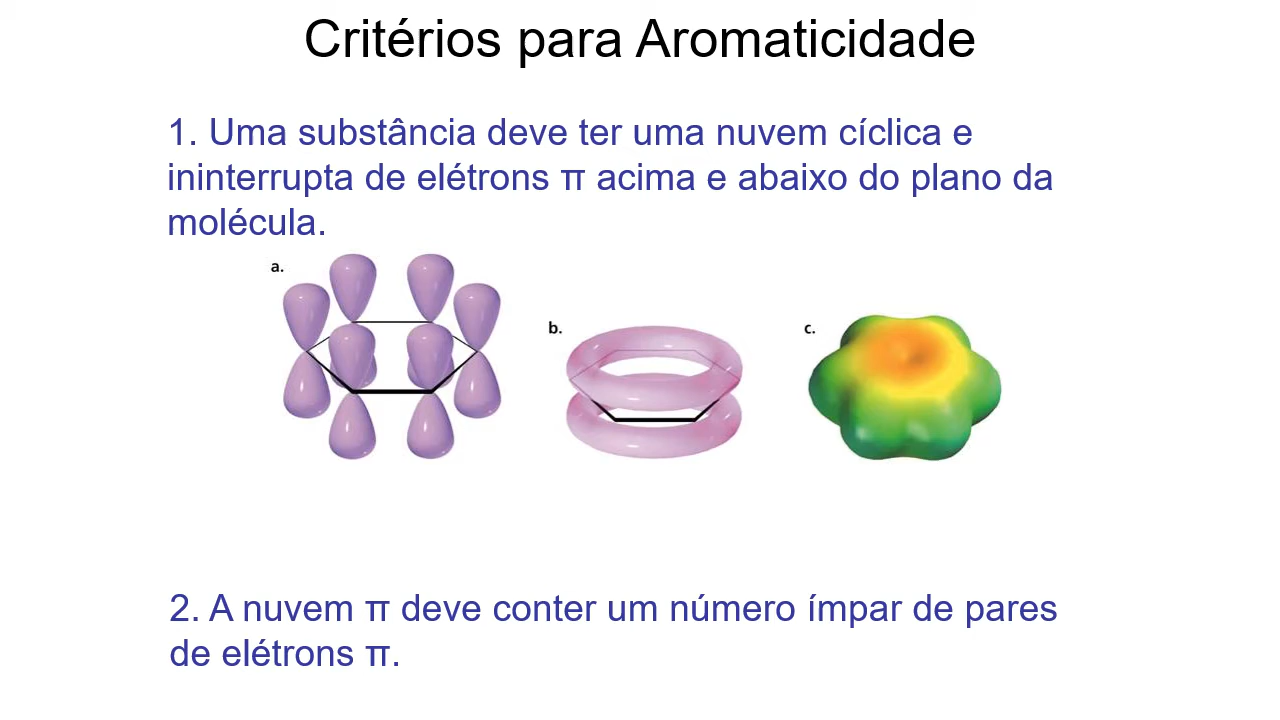 Critérios para Aromaticidade
1. Uma substância deve ter uma nuvem cíclica e
ininterrupta de elétrons π acima e abaixo do plano da
molécula.
a.
b.
c.
2. A nuvem π deve conter um número ímpar de pares
de elétrons π.